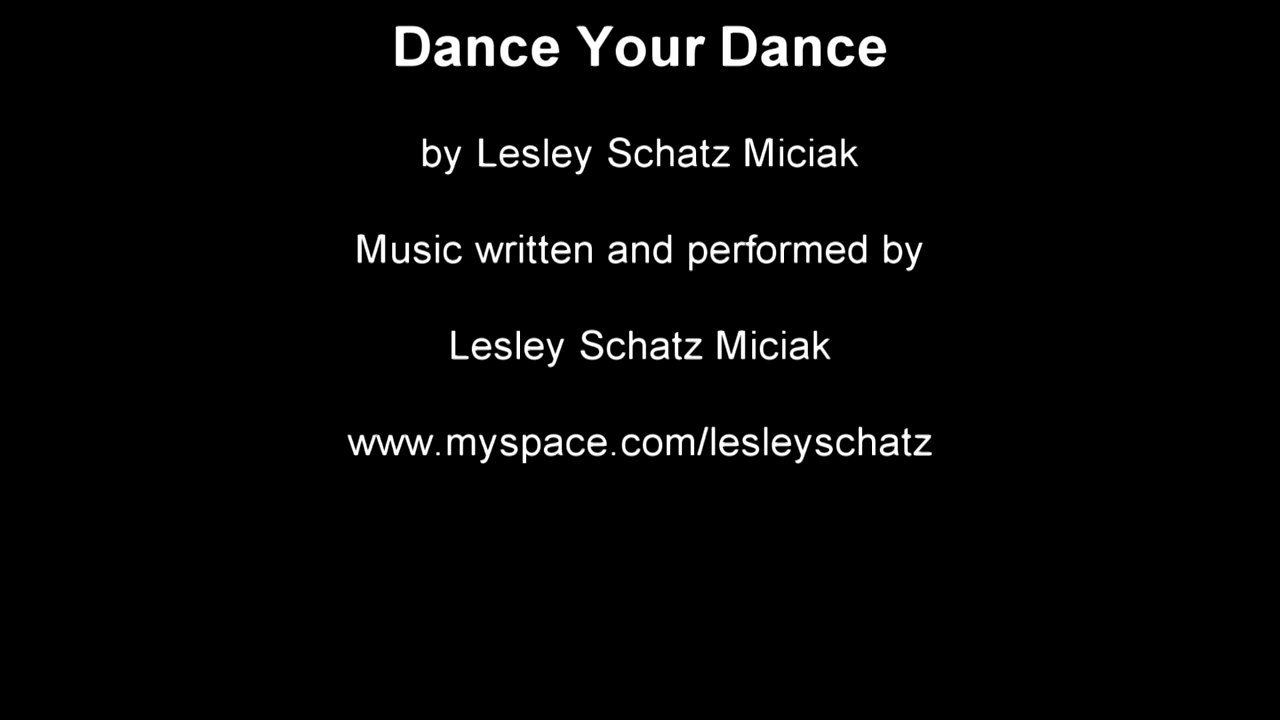 Dance Your Dance
by Lesley Schatz Miciak
Music written and performed by
Lesley Schatz Miciak
www.myspace.com/lesleyschatz